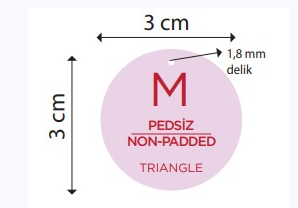 3 cm
1,8 mm
delik
3 cm
M
PEDSİZ
NON-PADDED
TRIANGLE